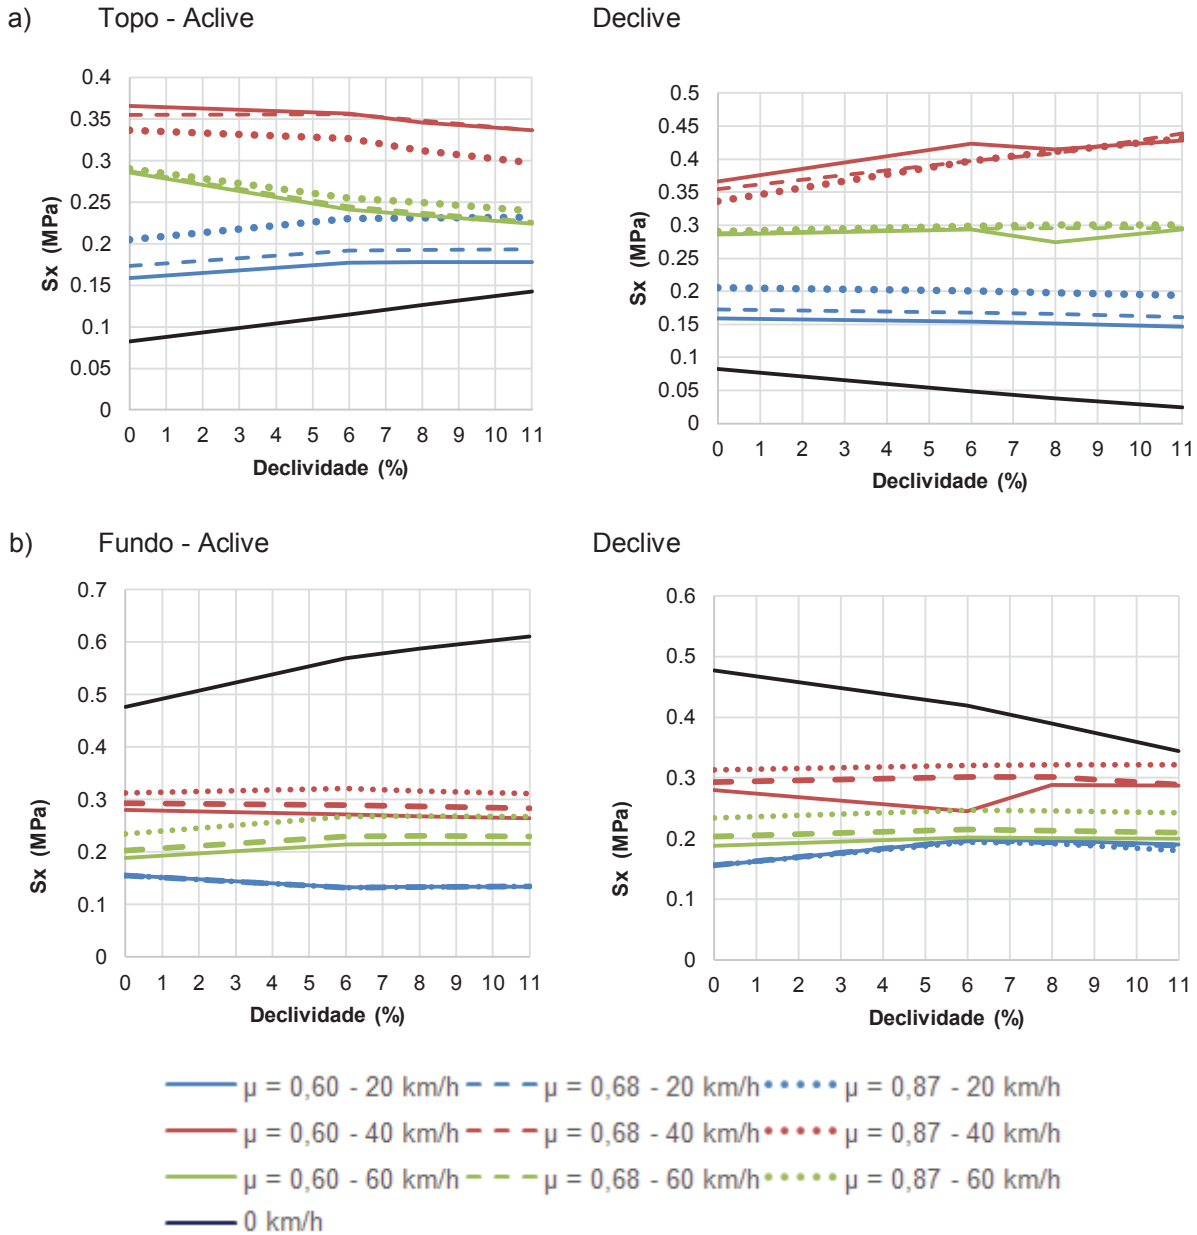 a) Topo - Aclive Declive
0.4
0.35
0.3
0.25
0.2
0.15
0.1
0.05
0
Sx (MPa)
0 1 2 3 4 5 6 7 8 9 10 11
Declividade (%)
0.5
0.45
0.4
0.35
0.3
0.25
0.2
0.15
0.1
0.05
0
Sx (MPa)
0 1 2 3 4 5 6 7 8 9 10 11
Declividade (%)
b) Fundo - Aclive Declive
0.7
0.6
0.5
0.4
0.3
0.2
0.1
0
Sx (MPa)
0 1 2 3 4 5 6 7 8 9 10 11
Declividade (%)
0.6
0.5
0.4
0.3
0.2
0.1
0
Sx (MPa)
0 1 2 3 4 5 6 7 8 9 10 11
Declividade (%)
µ = 0,60 - 20 km/h µ = 0,68 - 20 km/h µ = 0,87 - 20 km/h
µ = 0,60 - 40 km/h µ = 0,68 - 40 km/h µ = 0,87 - 40 km/h
µ = 0,60 - 60 km/h µ = 0,68 - 60 km/h µ = 0,87 - 60 km/h
0 km/h